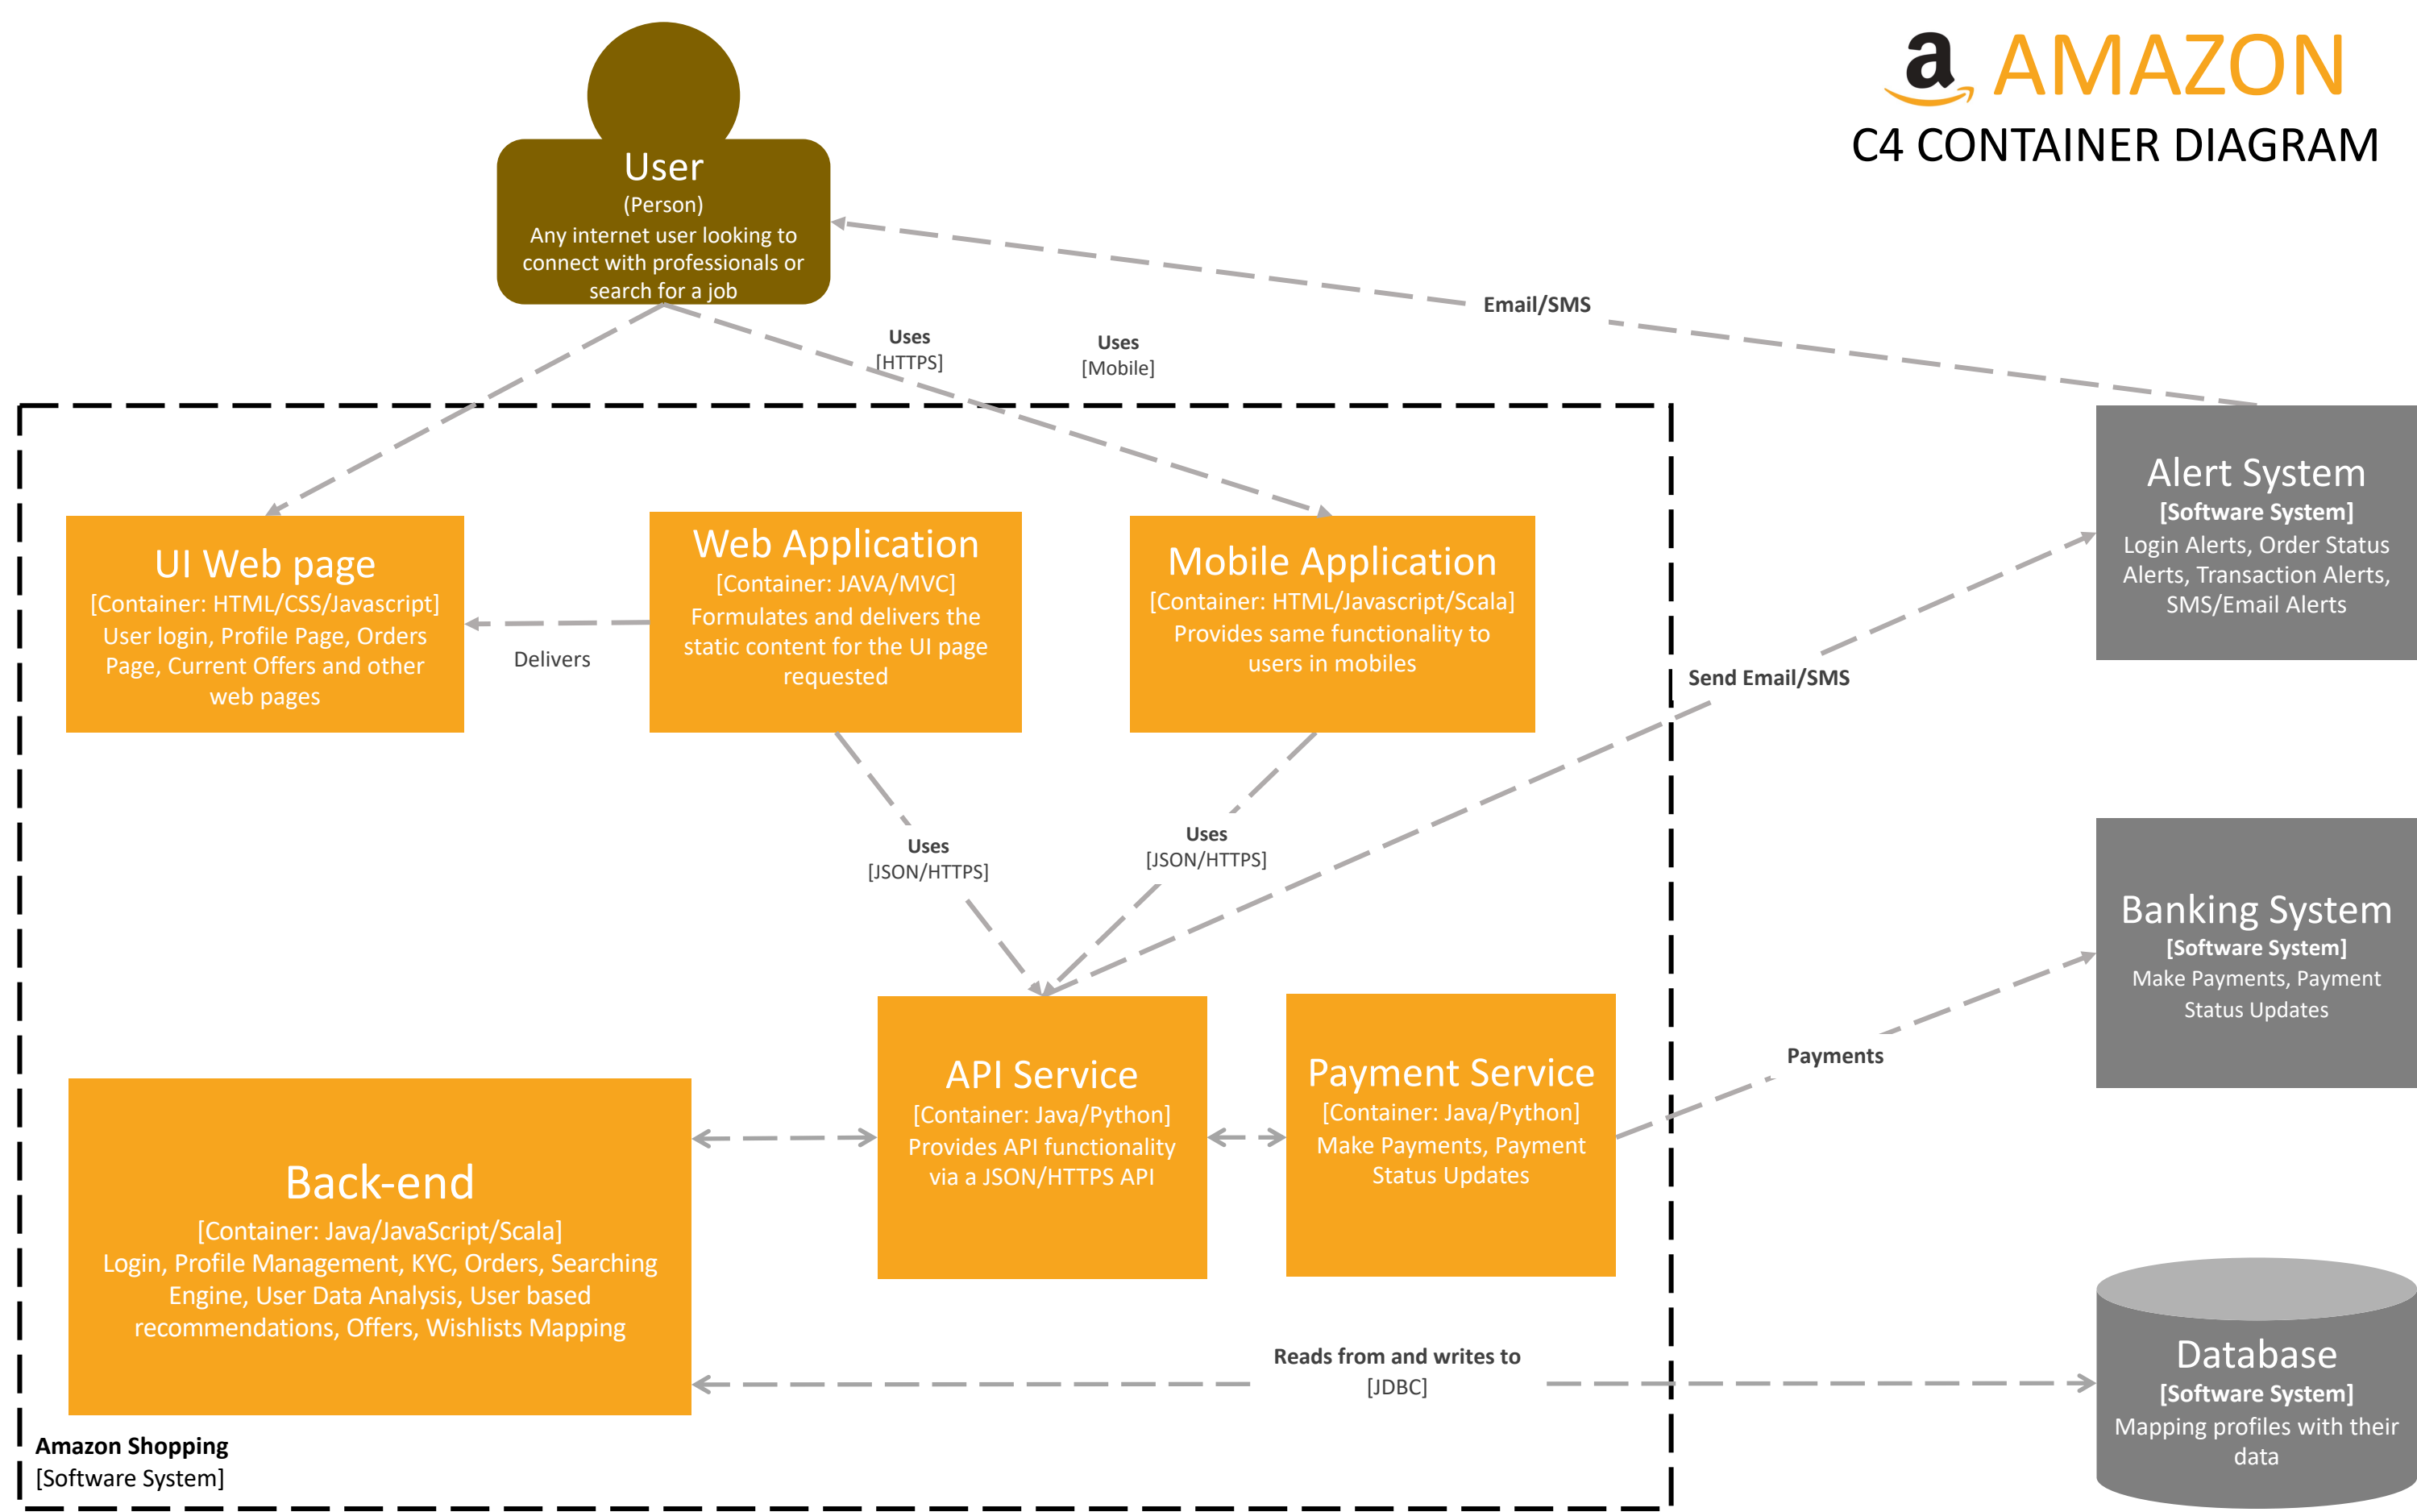 a AMAZON
C4 CONTAINER DIAGRAM
User
(Person)
Any internet user looking to
connect with professionals or
search for a job
Email/SMS
Uses
[HTTPS]
Uses
[Mobile]
Alert System
[Software System]
Login Alerts, Order Status
Alerts, Transaction Alerts,
SMS/Email Alerts
UI Web page
[Container: HTML/CSS/Javascript]
User login, Profile Page, Orders
Page, Current Offers and other
web pages
Delivers
Web Application
[Container: JAVA/MVC]
Formulates and delivers the
static content for the UI page
requested
Mobile Application
[Container: HTML/Javascript/Scala]
Provides same functionality to
users in mobiles
Send Email/SMS
Uses
[JSON/HTTPS]
Uses
[JSON/HTTPS]
Banking System
[Software System]
Make Payments, Payment
Status Updates
Payments
API Service
[Container: Java/Python]
Provides API functionality
via a JSON/HTTPS API
Payment Service
[Container: Java/Python]
Make Payments, Payment
Status Updates
Back-end
[Container: Java/JavaScript/Scala]
Login, Profile Management, KYC, Orders, Searching
Engine, User Data Analysis, User based
recommendations, Offers, Wishlists Mapping
Reads from and writes to
[JDBC]
Database
[Software System]
Mapping profiles with their
data
Amazon Shopping
[Software System]